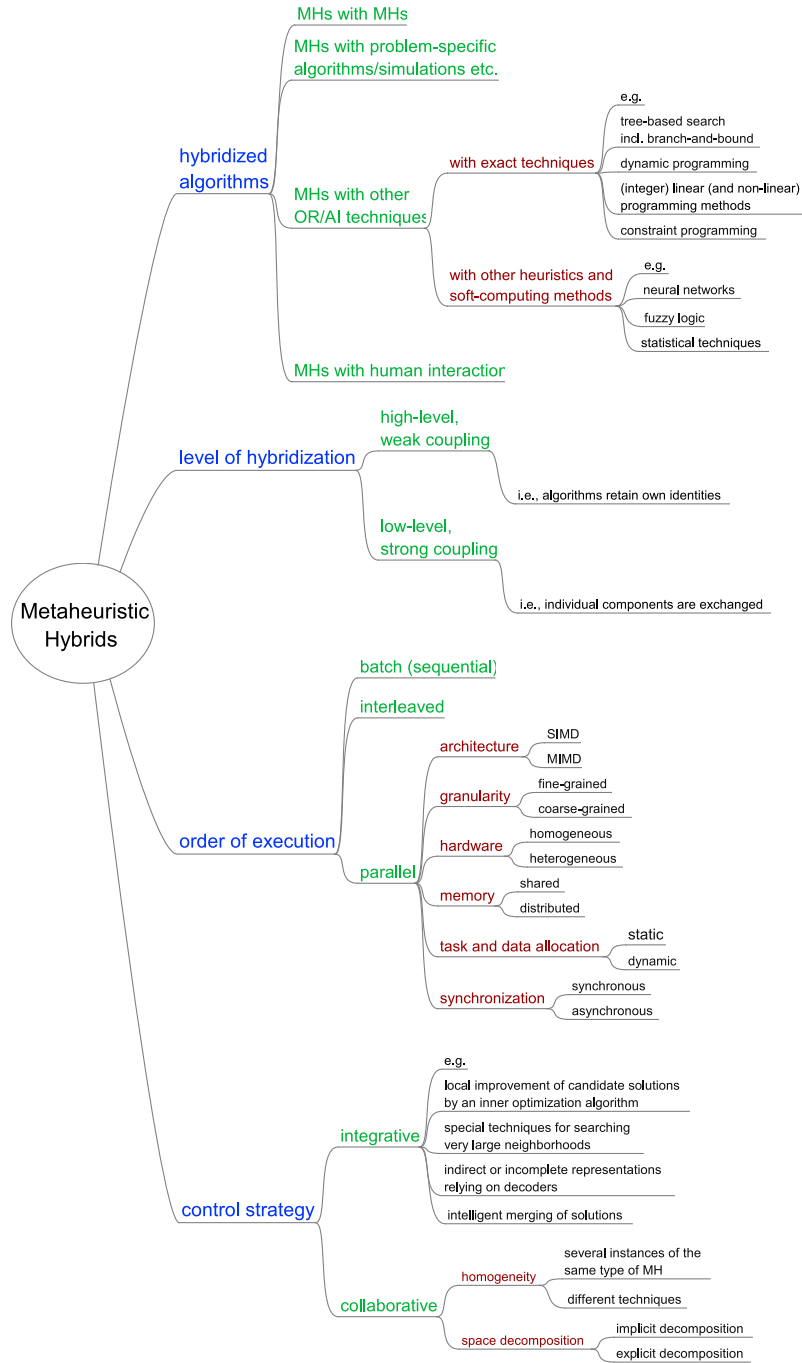 MHs with MHs
MHs with problem-specific
algorithms/simulations etc.
hybridized
algorithms
MHs with other
OR/AI techniques
with exact techniques
e.g.
tree-based search
incl. branch-and-bound
dynamic programming
(integer) linear (and non-linear)
programming methods
constraint programming
with other heuristics and
soft-computing methods
e.g.
neural networks
fuzzy logic
statistical techniques
MHs with human interaction
level of hybridization
high-level,
weak coupling
i.e., algorithms retain own identities
low-level,
strong coupling
i.e., individual components are exchanged
Metaheuristic
Hybrids
order of execution
batch (sequential)
interleaved
parallel
architecture
SIMD
MIMD
granularity
fine-grained
coarse-grained
hardware
homogeneous
heterogeneous
memory
shared
distributed
task and data allocation
static
dynamic
synchronization
synchronous
asynchronous
control strategy
integrative
e.g.
local improvement of candidate solutions
by an inner optimization algorithm
special techniques for searching
very large neighborhoods
indirect or incomplete representations
relying on decoders
intelligent merging of solutions
collaborative
homogeneity
several instances of the
same type of MH
different techniques
space decomposition
implicit decomposition
explicit decomposition